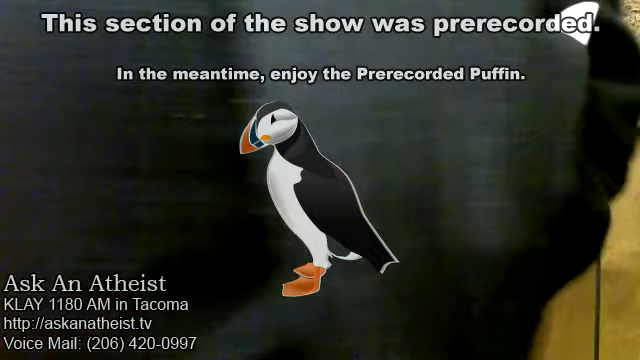 This section of the show was prerecorded.
In the meantime, enjoy the Prerecorded Puffin.
Ask An Atheist
KLAY 1180 AM in Tacoma
http://askanatheist.tv
Voice Mail: (206) 420-0997